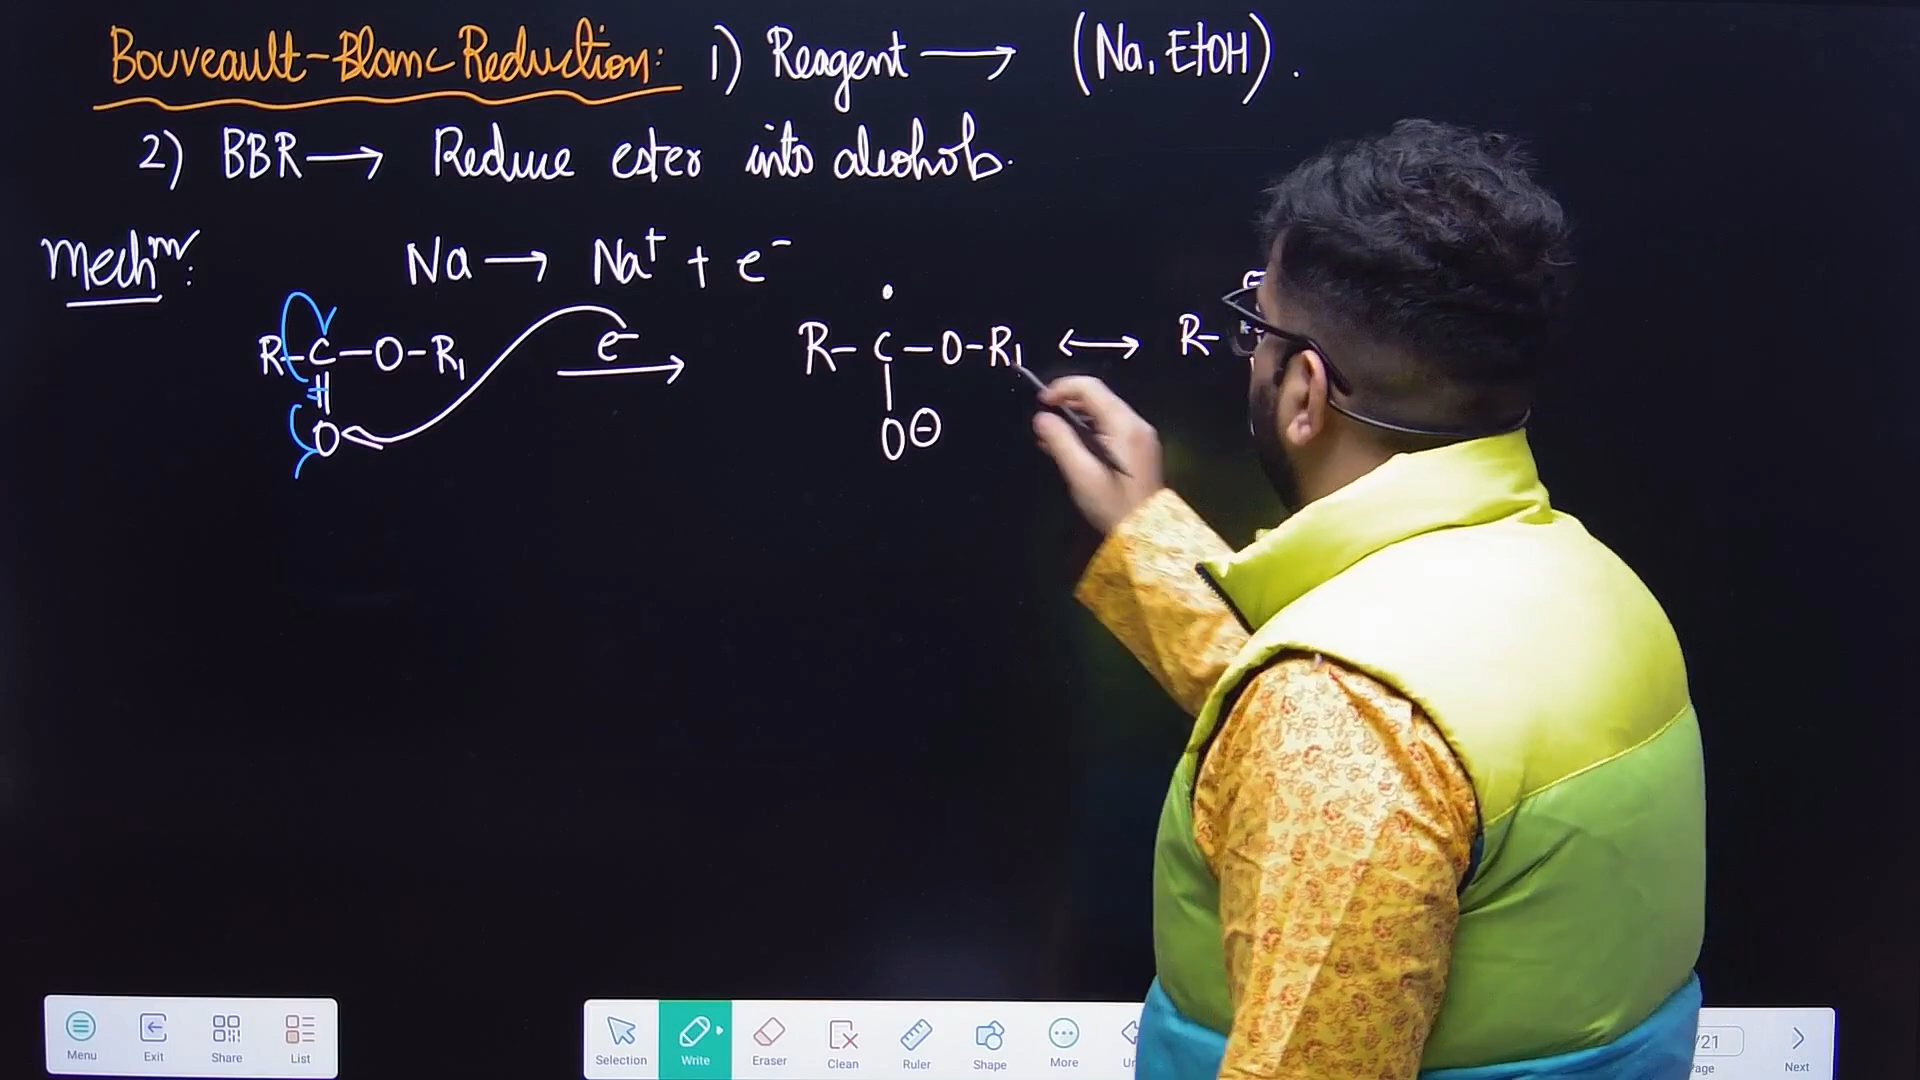 Bouveault-Blanc Reduction: 1) Reagent → (Na, EtOH).
2) BBR → Reduce ester into alcohols.
Mechm: Na → Na+ + e−
R-C-O-R1 e− → R-C-O-R1 ↔ R-
O O⊖
Menu Exit Share List Selection Write Eraser Clean Ruler Shape More /21 Next